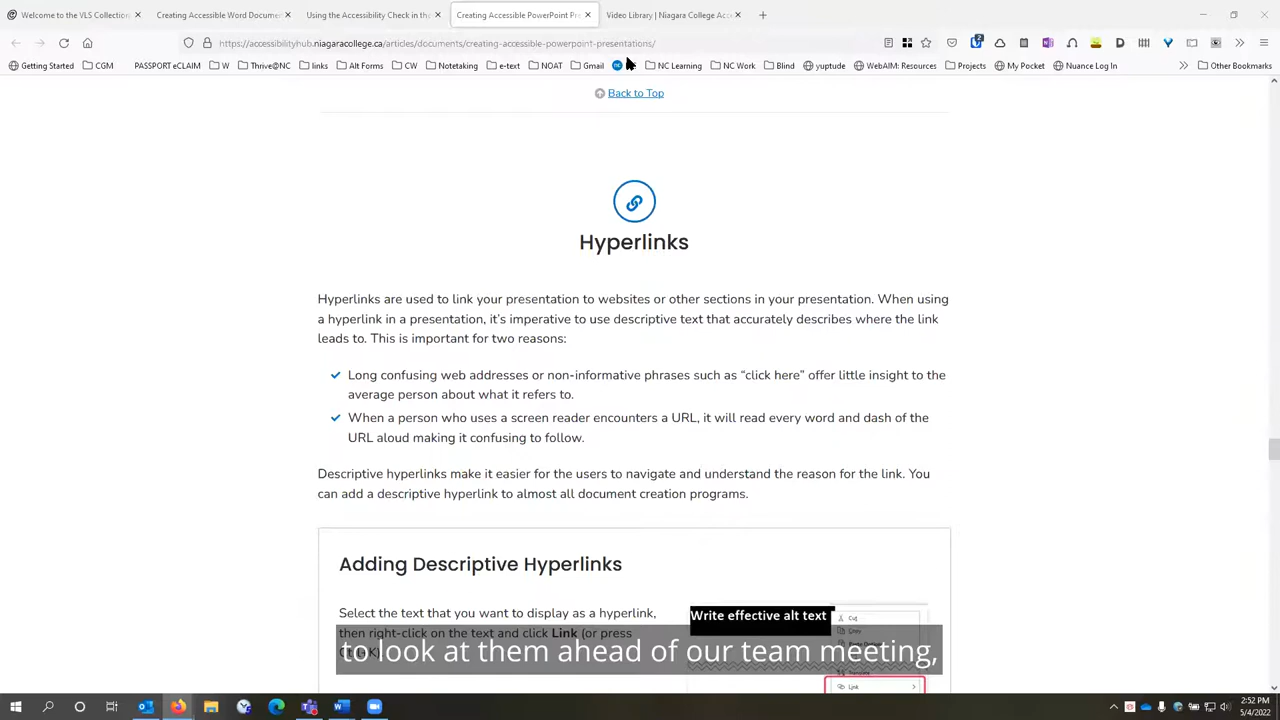 Welcome to the VLS Collection
Creating Accessible Word Documen
Using the Accessibility Check in th
Creating Accessible PowerPoint Pre
Video Library | Niagara College Acc
https://accessibilityhub.niagaracollege.ca/articles/documents/creating-accessible-powerpoint-presentations/
Getting Started CGM PASSPORT eCLAIM W Thrive@NC links Alt Forms CW Notetaking e-text NOAT Gmail NC Learning NC Work Blind yuptude WebAIM: Resources Projects My Pocket Nuance Log In Other Bookmarks
Back to Top
Hyperlinks
Hyperlinks are used to link your presentation to websites or other sections in your presentation. When using
a hyperlink in a presentation, it's imperative to use descriptive text that accurately describes where the link
leads to. This is important for two reasons:
Long confusing web addresses or non-informative phrases such as “click here” offer little insight to the
average person about what it refers to.
When a person who uses a screen reader encounters a URL, it will read every word and dash of the
URL aloud making it confusing to follow.
Descriptive hyperlinks make it easier for the users to navigate and understand the reason for the link. You
can add a descriptive hyperlink to almost all document creation programs.
Adding Descriptive Hyperlinks
Select the text that you want to display as a hyperlink,
then right-click on the text and click Link (or press
Write effective alt text
Cut
Copy
Link
to look at them ahead of our team meeting,
2:52 PM
5/4/2022